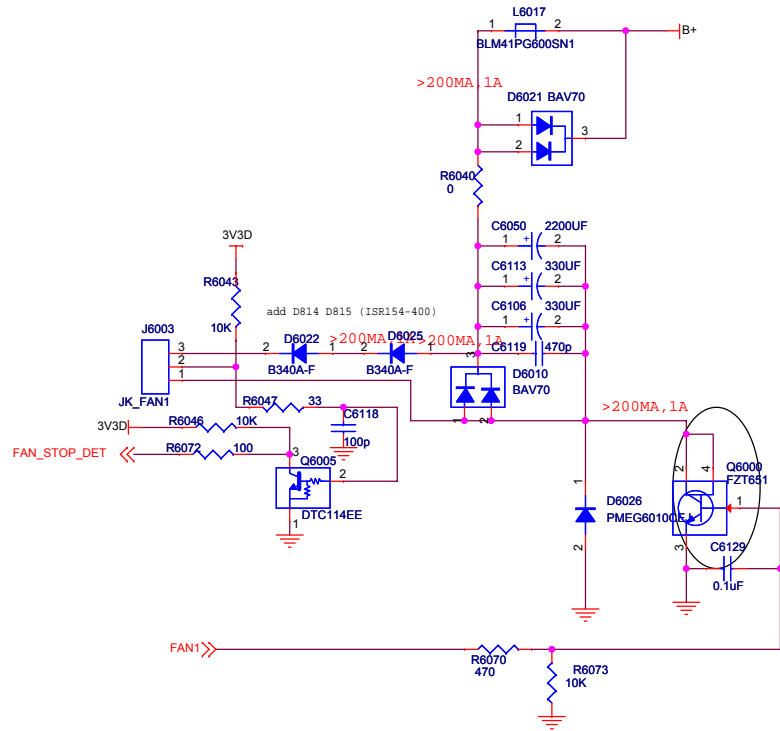 L6017
1 2
BLM41PG600SN1
B+
>200MA,1A
D6021 BAV70
1
3
2
R6040
0
C6050 2200UF
1 + 2
3V3D
C6113 330UF
1 + 2
R6043
C6106 330UF
1 + 2
add D814 D815 (ISR154-400)
10K
J6003
D6022
>200MA,1A
D6025
>200MA,1A
C6119 470p
3
2 1 2 1
3
2
1
B340A-F
B340A-F
D6010
BAV70
JK_FAN1
1 2
>200MA,1A
R6047 33
C6118
100p
R6046 10K
3V3D
R6072 100
FAN_STOP_DET
3
Q6005
2
DTC114EE
1
1
D6026
PMEG6010CEJ
2
2 4
Q6000
FZT651
1
3
C6129
0.1uF
FAN1
R6070
470
R6073
10K